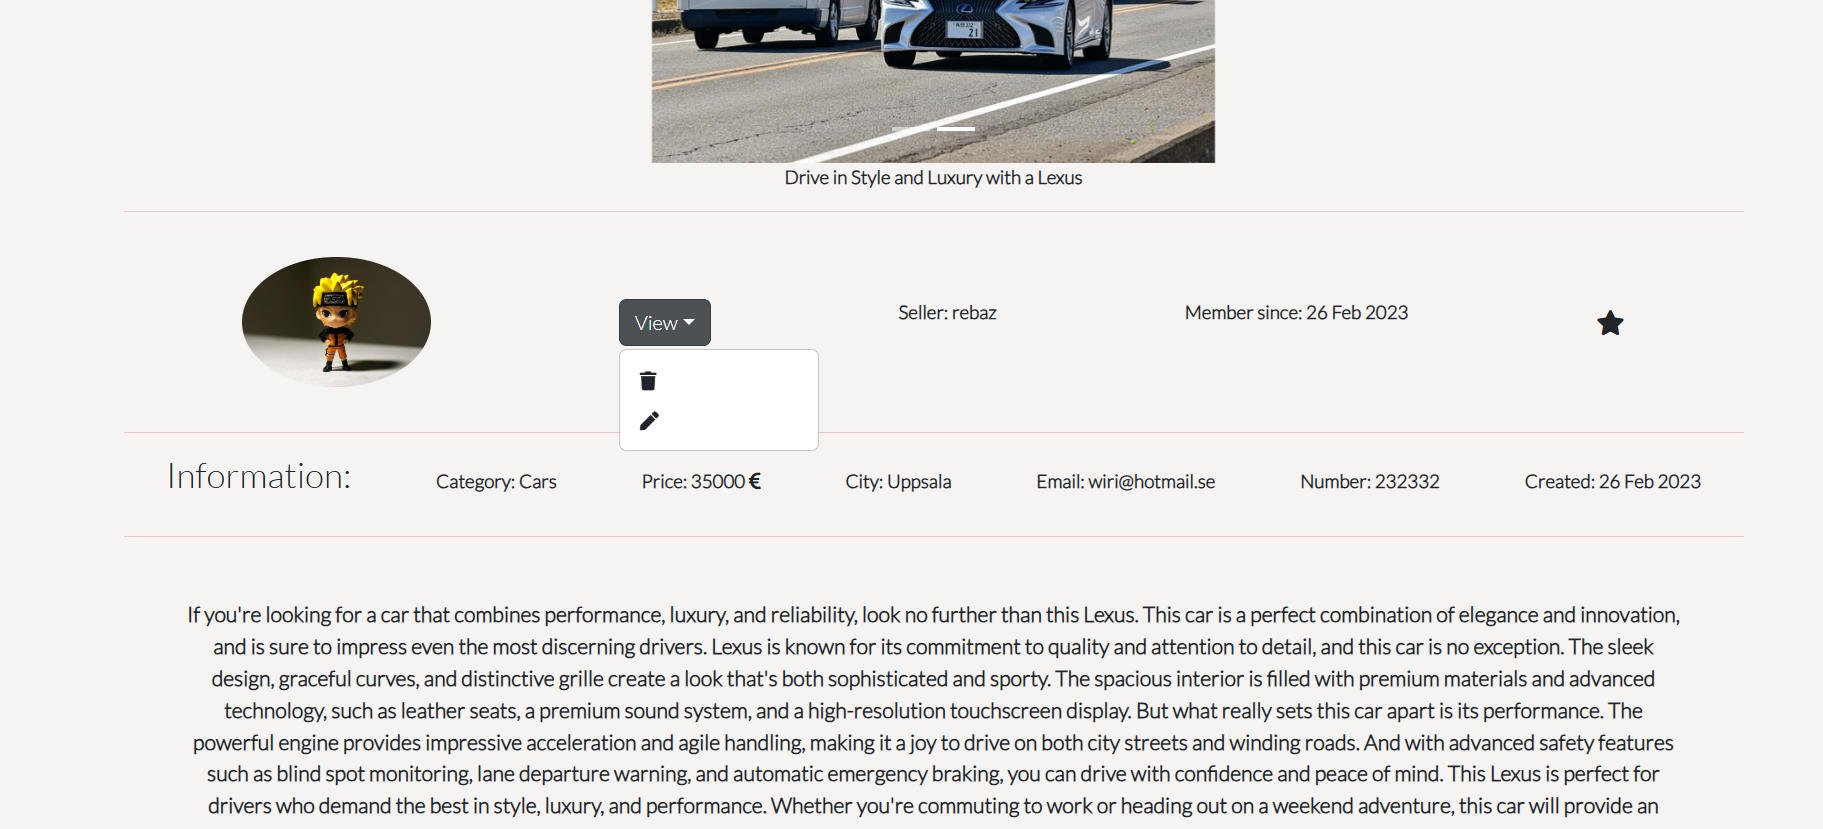 21
Drive in Style and Luxury with a Lexus
View
Seller: rebaz
Member since: 26 Feb 2023
Information:
Category: Cars
Price: 35000 €
City: Uppsala
Email: wiri@hotmail.se
Number: 232332
Created: 26 Feb 2023
If you're looking for a car that combines performance, luxury, and reliability, look no further than this Lexus. This car is a perfect combination of elegance and innovation,
and is sure to impress even the most discerning drivers. Lexus is known for its commitment to quality and attention to detail, and this car is no exception. The sleek
design, graceful curves, and distinctive grille create a look that's both sophisticated and sporty. The spacious interior is filled with premium materials and advanced
technology, such as leather seats, a premium sound system, and a high-resolution touchscreen display. But what really sets this car apart is its performance. The
powerful engine provides impressive acceleration and agile handling, making it a joy to drive on both city streets and winding roads. And with advanced safety features
such as blind spot monitoring, lane departure warning, and automatic emergency braking, you can drive with confidence and peace of mind. This Lexus is perfect for
drivers who demand the best in style, luxury, and performance. Whether you're commuting to work or heading out on a weekend adventure, this car will provide an